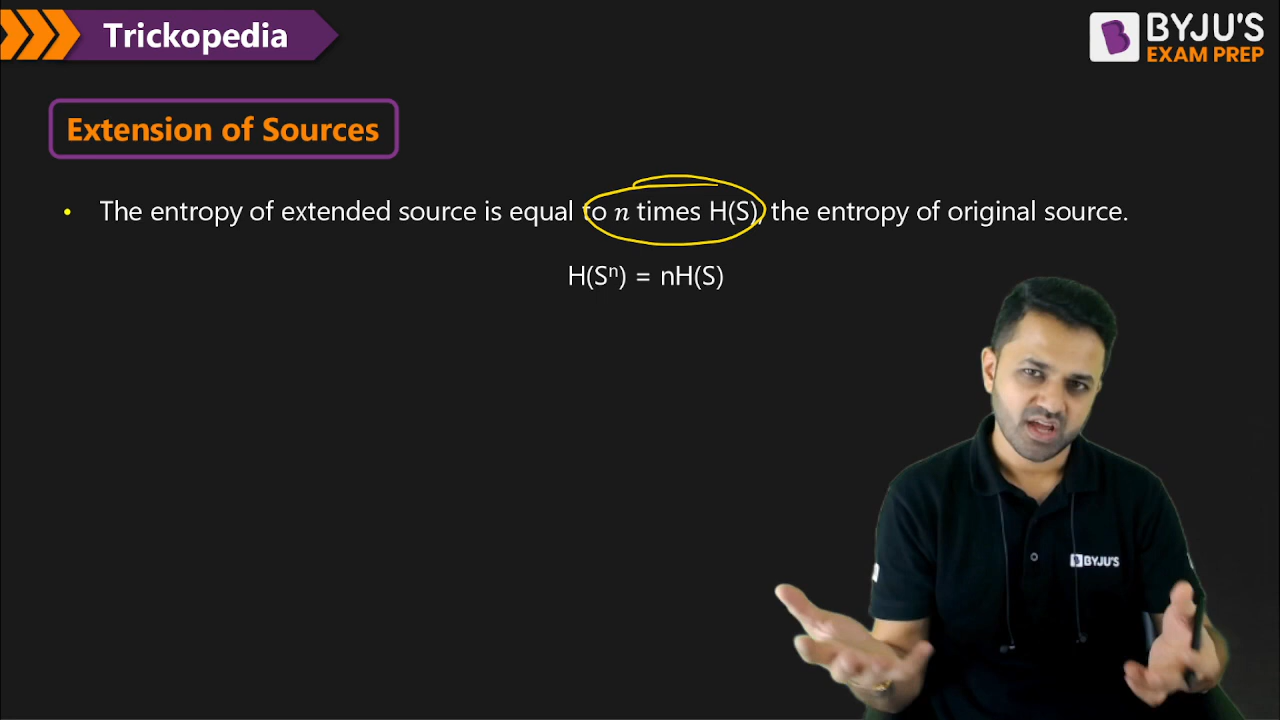 Trickopedia
BYJU'S
EXAM PREP
Extension of Sources
• The entropy of extended source is equal to n times H(S), the entropy of original source.
H(Sⁿ) = nH(S)
BYJU'S